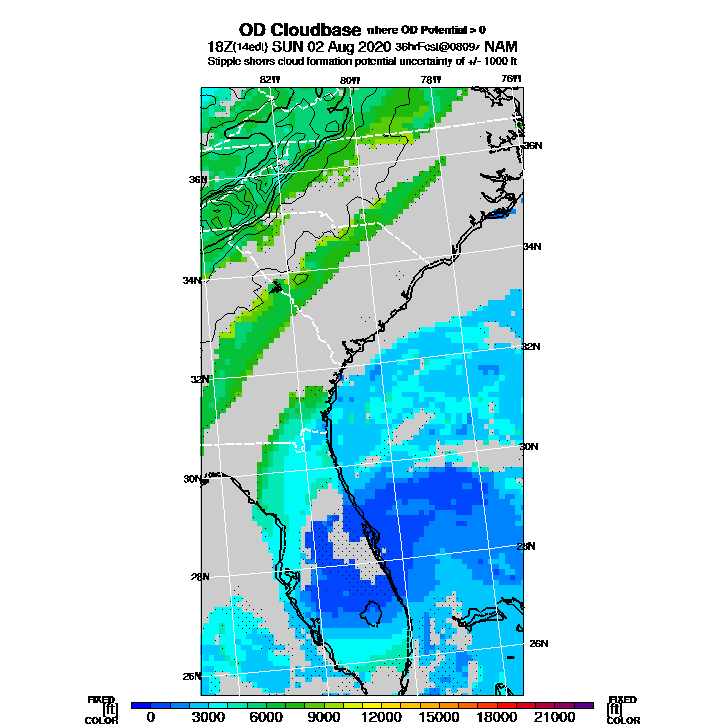 OD Cloudbase where OD Potential > 0
18Z(14edt) SUN 02 Aug 2020 36hrFcst@0809z NAM
Stipple shows cloud formation potential uncertainty of +/- 1000 ft
82W 80W 78W 76W
36N
36N
34N
34N
32N
32N
30N
30N
28N
28N
26N
26N
FIXED FIXED
[ft] [ft]
COLOR 0 3000 6000 9000 12000 15000 18000 21000 COLOR